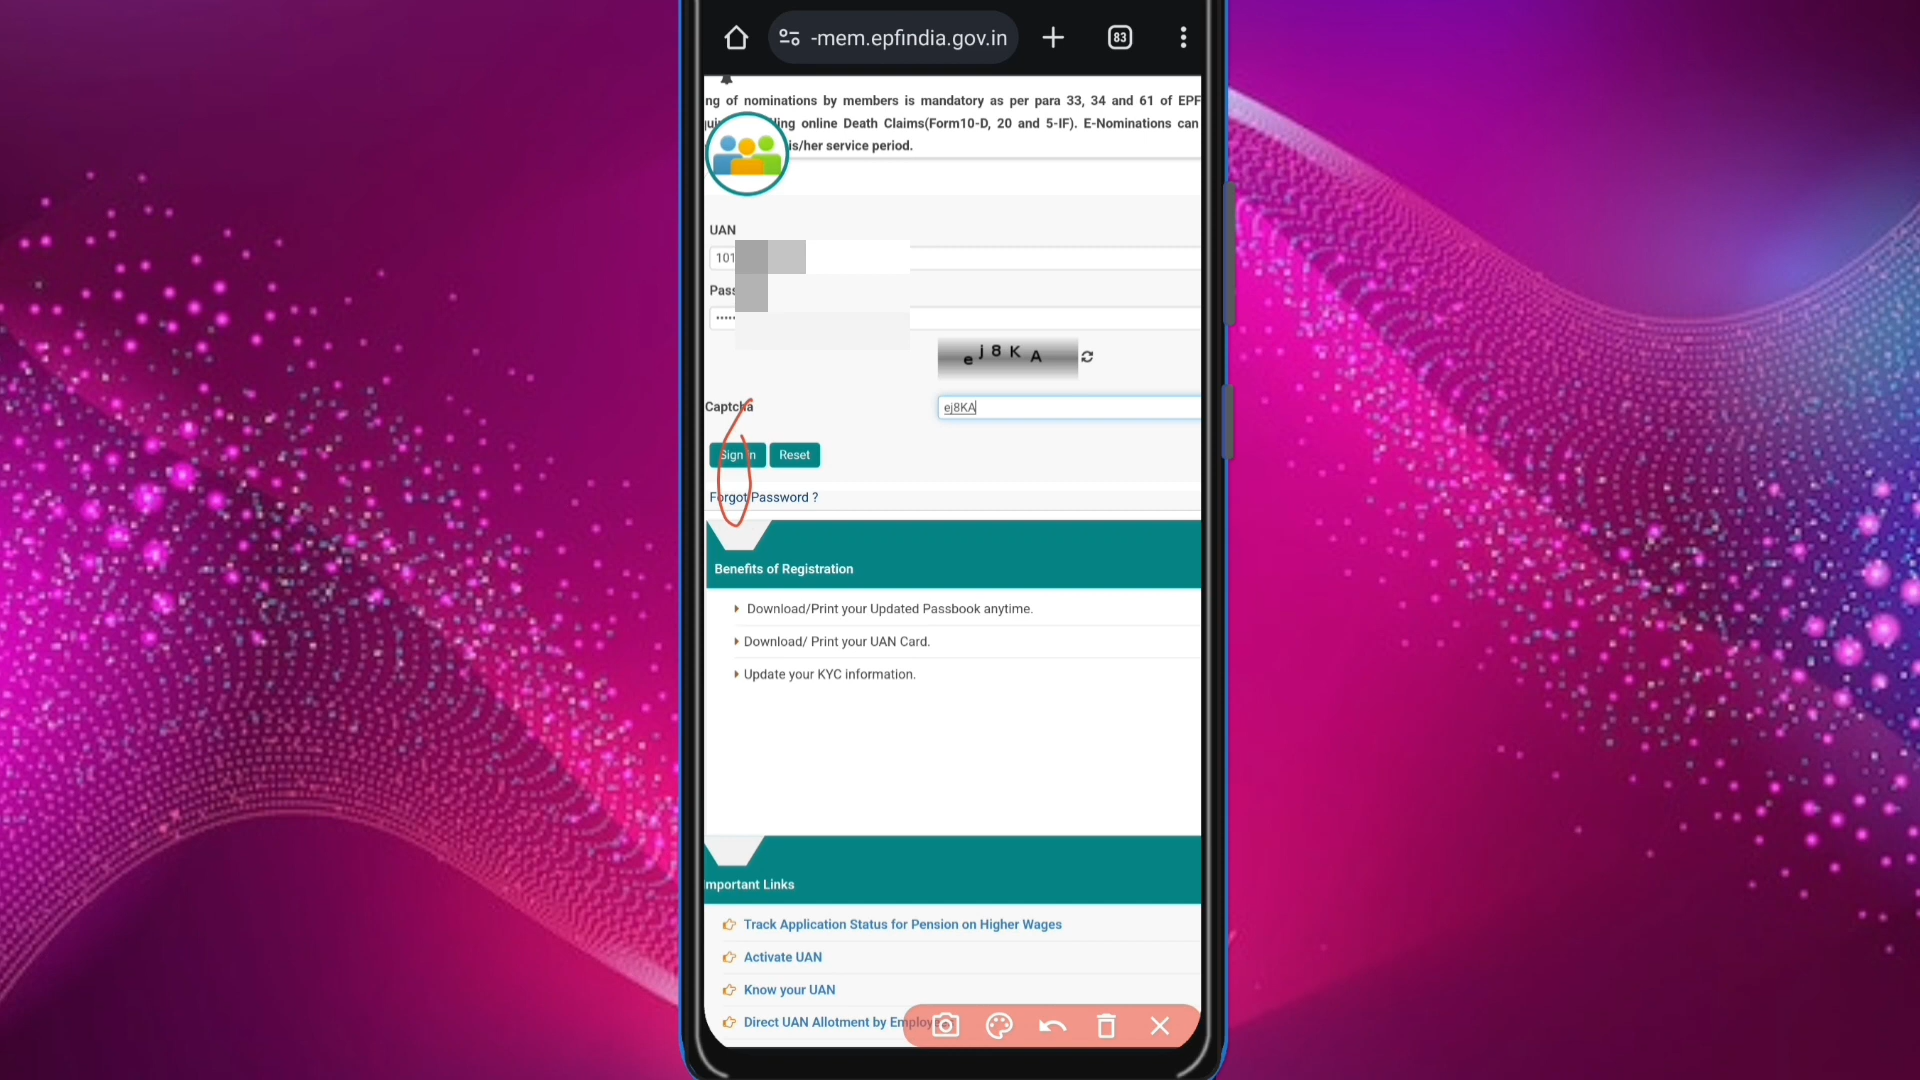 -mem.epfindia.gov.in
83
ng of nominations by members is mandatory as per para 33, 34 and 61 of EPF
ling online Death Claims(Form10-D, 20 and 5-IF). E-Nominations can
is/her service period.
UAN
101
Pass
e j 8 K A
Captcha
ej8KA
Sign in
Reset
Forgot Password ?
Benefits of Registration
Download/Print your Updated Passbook anytime.
Download/ Print your UAN Card.
Update your KYC information.
mportant Links
Track Application Status for Pension on Higher Wages
Activate UAN
Know your UAN
Direct UAN Allotment by Employ